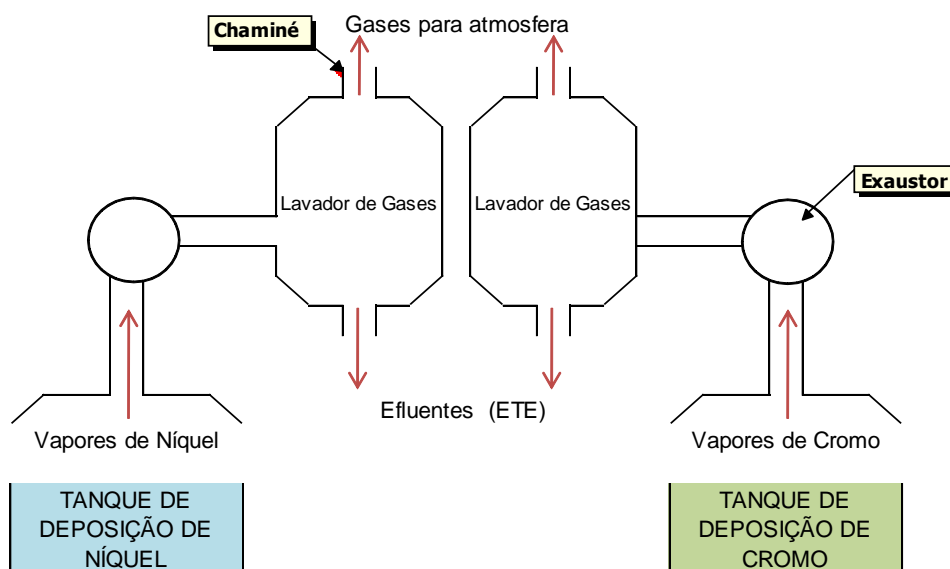 Gases para atmosfera
Chaminé
Exaustor
Lavador de Gases
Lavador de Gases
Efluentes (ETE)
Vapores de Níquel
Vapores de Cromo
TANQUE DE
DEPOSIÇÃO DE
NÍQUEL
TANQUE DE
DEPOSIÇÃO DE
CROMO